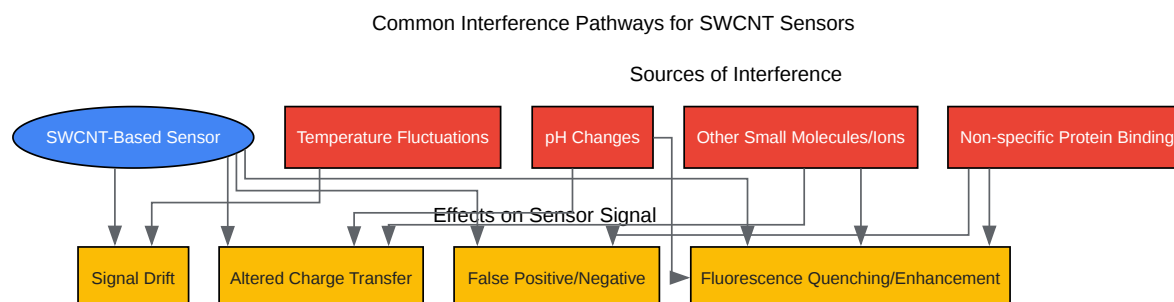 Common Interference Pathways for SWCNT Sensors
Sources of Interference
SWCNT-Based Sensor
Temperature Fluctuations
pH Changes
Other Small Molecules/Ions
Non-specific Protein Binding
Effects on Sensor Signal
Signal Drift
Altered Charge Transfer
False Positive/Negative
Fluorescence Quenching/Enhancement